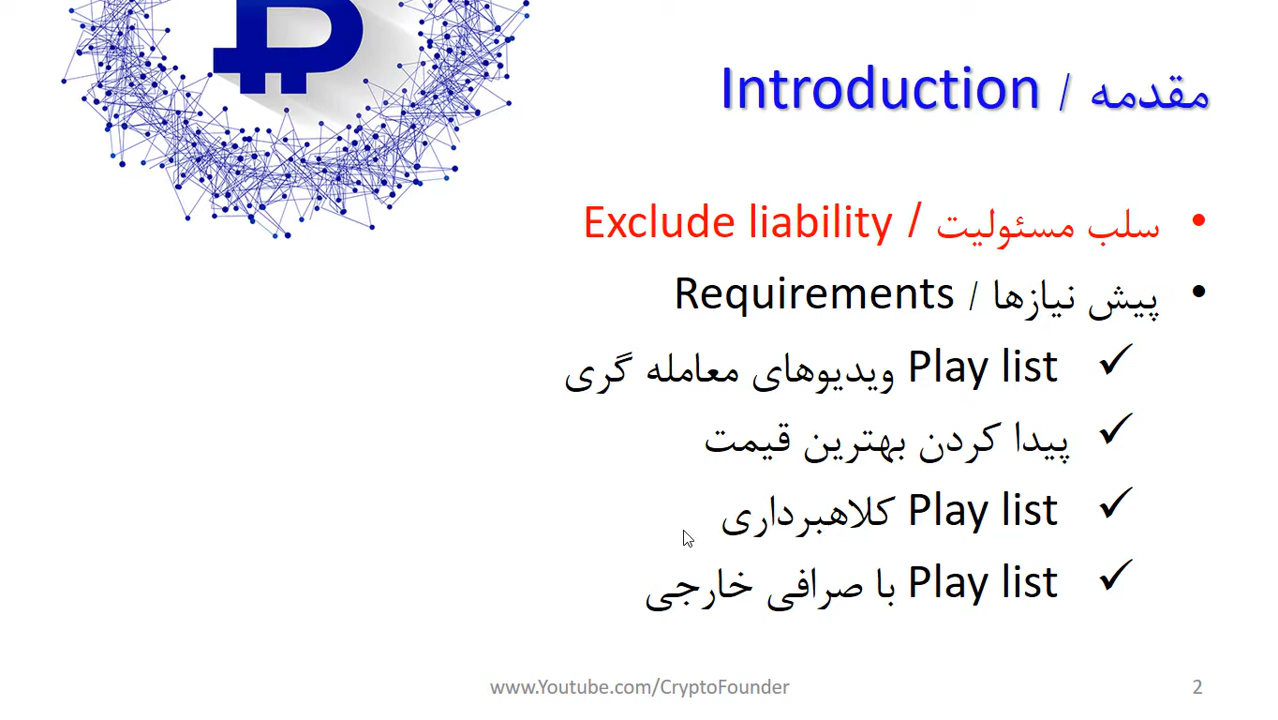 مقدمه / Introduction
سلب مسئولیت / Exclude liability
پیش نیازها / Requirements
Play list ویدیوهای معامله گری
پیدا کردن بهترین قیمت
Play list کلاهبرداری
Play list با صرافی خارجی
www.Youtube.com/CryptoFounder
2